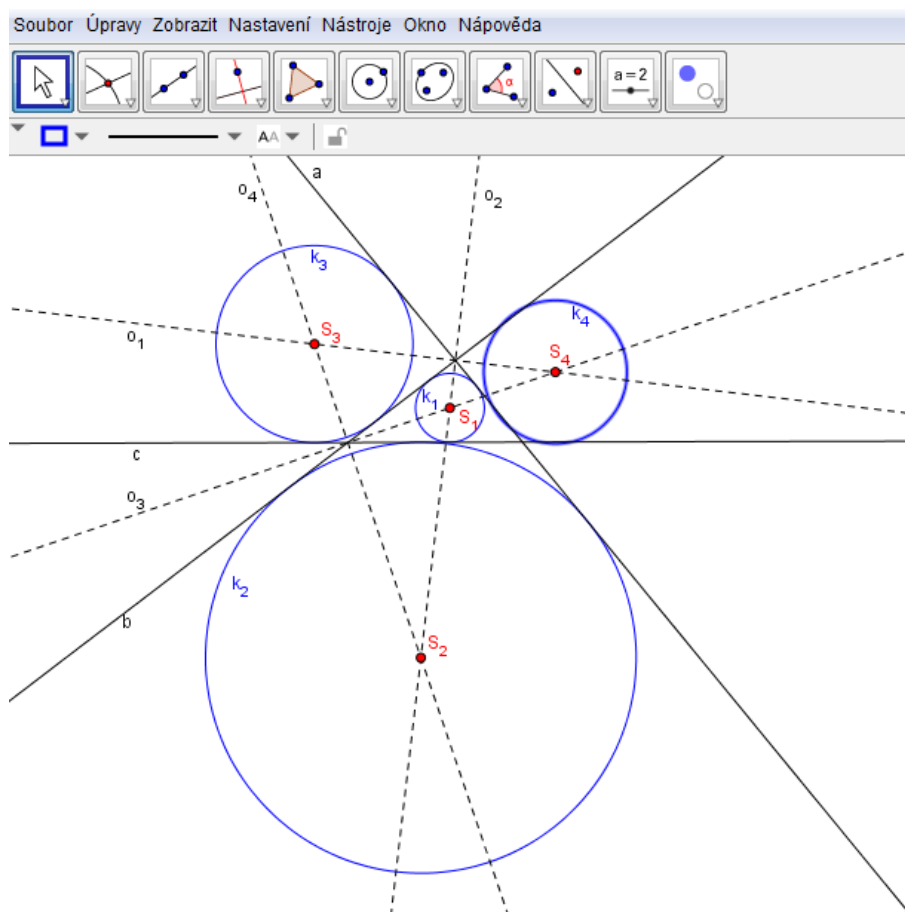 Soubor Úpravy Zobrazit Nastavení Nástroje Okno Nápověda
α a=2
AA
o₄ a o₂
k₃
k₄
o₁ S₃ S₄
k₁ S₁
c
o₃
k₂
b
S₂